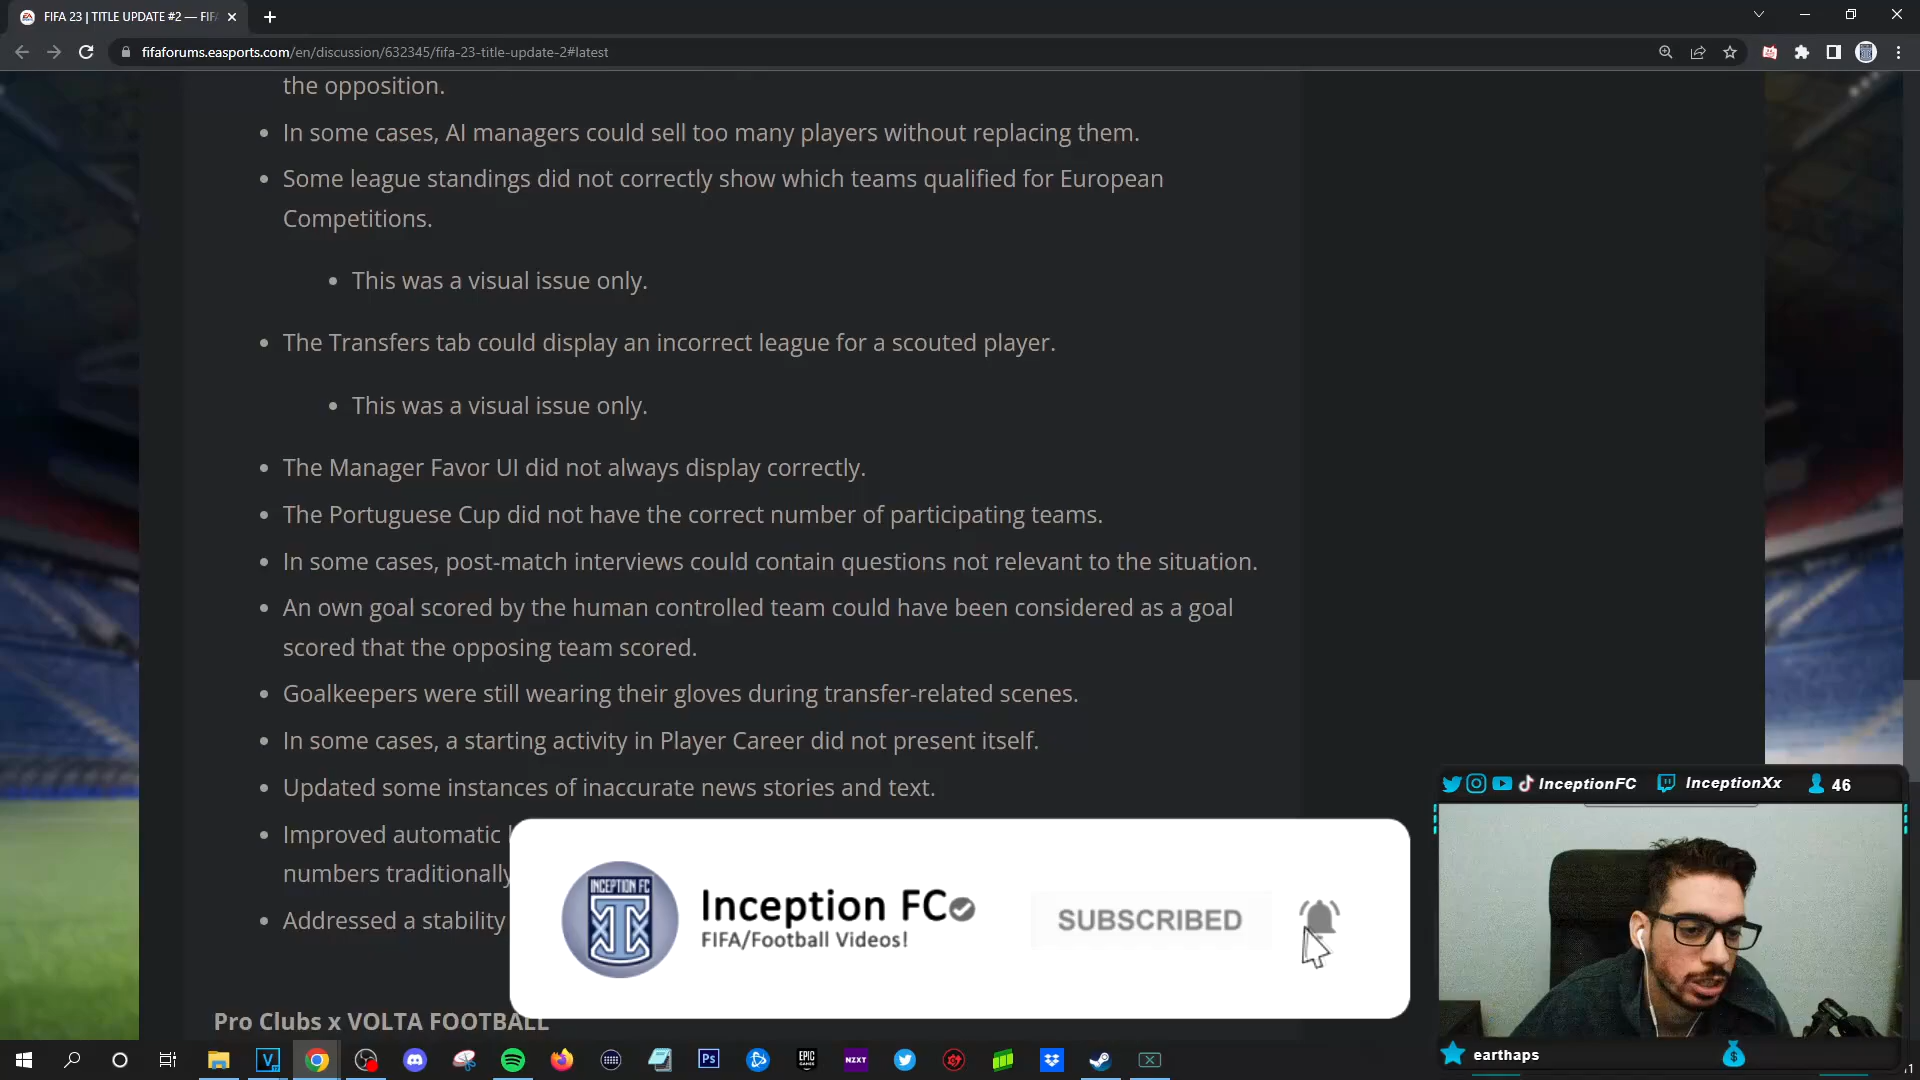 FIFA 23 | TITLE UPDATE #2 — FIF
fifaforums.easports.com/en/discussion/632345/fifa-23-title-update-2#latest
the opposition.
• In some cases, AI managers could sell too many players without replacing them.
• Some league standings did not correctly show which teams qualified for European
Competitions.
• This was a visual issue only.
• The Transfers tab could display an incorrect league for a scouted player.
• This was a visual issue only.
• The Manager Favor UI did not always display correctly.
• The Portuguese Cup did not have the correct number of participating teams.
• In some cases, post-match interviews could contain questions not relevant to the situation.
• An own goal scored by the human controlled team could have been considered as a goal
scored that the opposing team scored.
• Goalkeepers were still wearing their gloves during transfer-related scenes.
• In some cases, a starting activity in Player Career did not present itself.
• Updated some instances of inaccurate news stories and text.
• Improved automatic
numbers traditionally
• Addressed a stability
Pro Clubs x VOLTA FOOTBALL
INCEPTION FC
Inception FC
FIFA/Football Videos!
SUBSCRIBED
InceptionFC InceptionXx 46
earthaps
Ps
EPIC
GAMES
NZXT